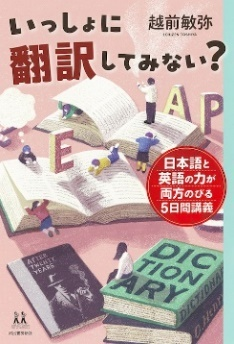 いっしょに
越前敏弥
翻訳してみない?
E
A
P
日本語と
英語の力が
両方のびる
5日間講義
AFTER
TWENTY
YEARS
DICTIONARY